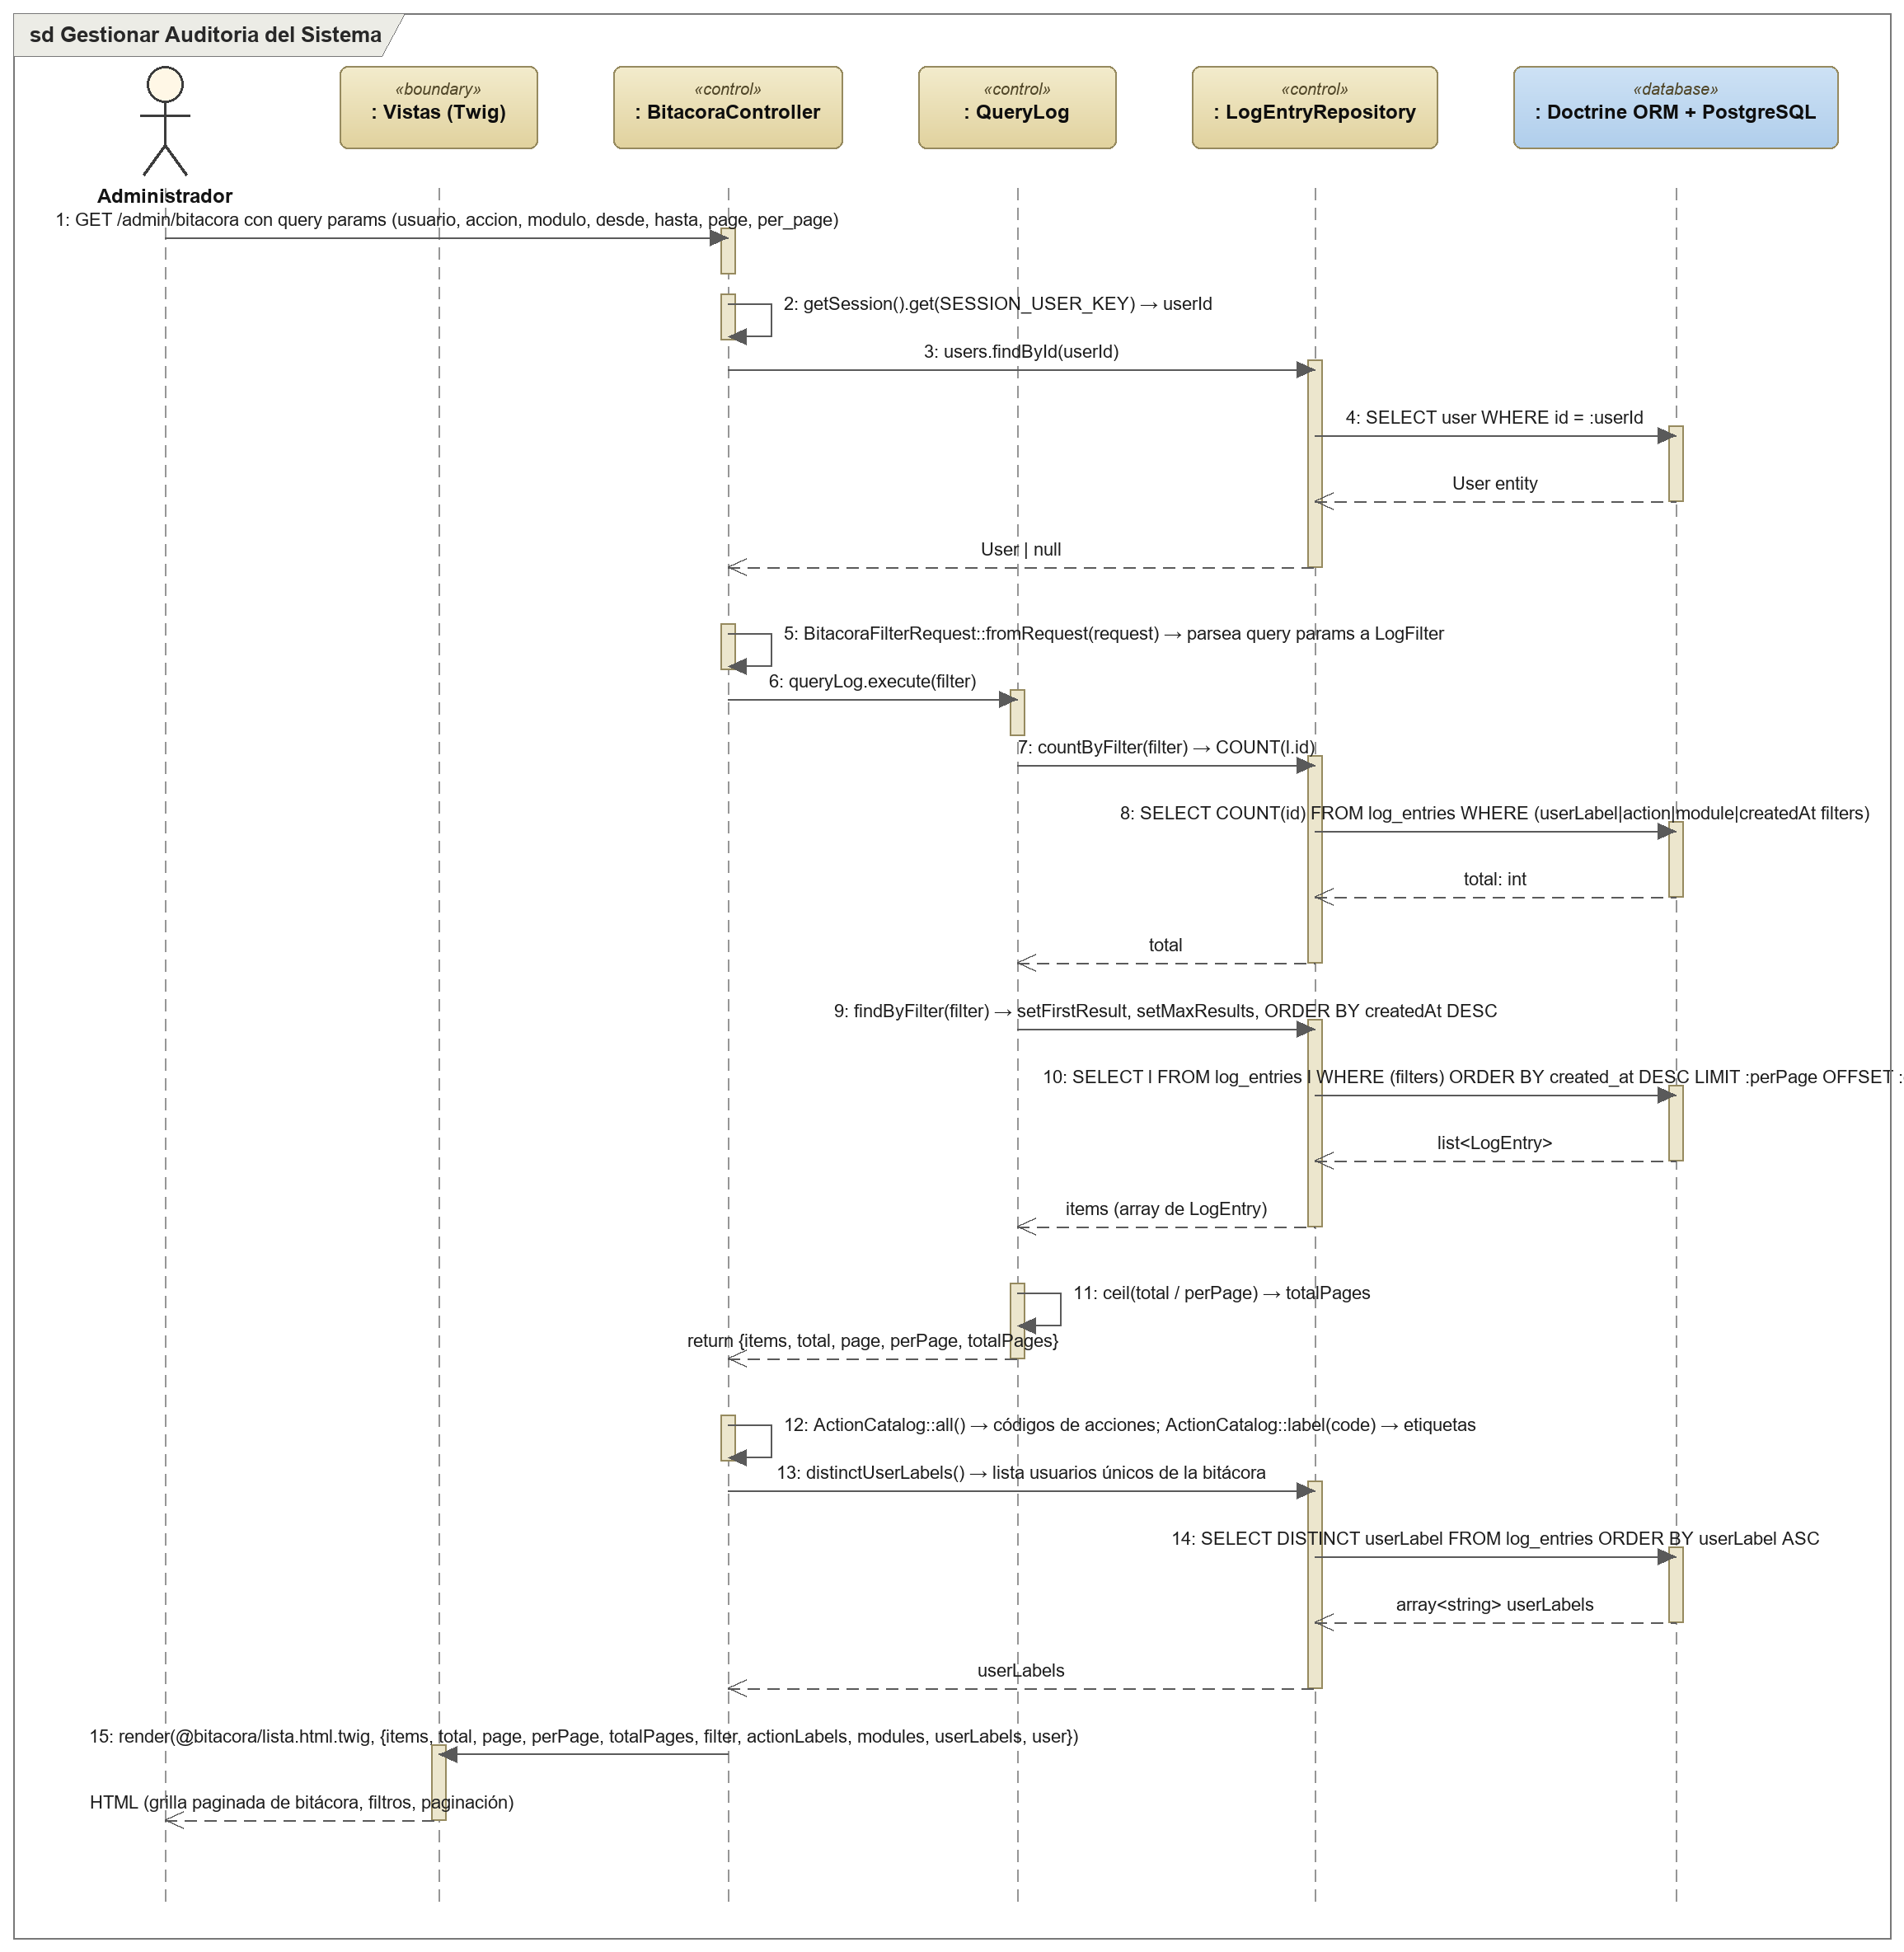 sd Gestionar Auditoria del Sistema
«boundary»
: Vistas (Twig)
«control»
: BitacoraController
«control»
: QueryLog
«control»
: LogEntryRepository
«database»
: Doctrine ORM + PostgreSQL
Administrador
1: GET /admin/bitacora con query params (usuario, accion, modulo, desde, hasta, page, per_page)
2: getSession().get(SESSION_USER_KEY) → userId
3: users.findById(userId)
4: SELECT user WHERE id = :userId
User entity
User | null
5: BitacoraFilterRequest::fromRequest(request) → parsea query params a LogFilter
6: queryLog.execute(filter)
7: countByFilter(filter) → COUNT(l.id)
8: SELECT COUNT(id) FROM log_entries WHERE (userLabel|action|module|createdAt filters)
total: int
total
9: findByFilter(filter) → setFirstResult, setMaxResults, ORDER BY createdAt DESC
10: SELECT l FROM log_entries l WHERE (filters) ORDER BY created_at DESC LIMIT :perPage OFFSET :
list<LogEntry>
items (array de LogEntry)
11: ceil(total / perPage) → totalPages
return {items, total, page, perPage, totalPages}
12: ActionCatalog::all() → códigos de acciones; ActionCatalog::label(code) → etiquetas
13: distinctUserLabels() → lista usuarios únicos de la bitácora
14: SELECT DISTINCT userLabel FROM log_entries ORDER BY userLabel ASC
array<string> userLabels
userLabels
15: render(@bitacora/lista.html.twig, {items, total, page, perPage, totalPages, filter, actionLabels, modules, userLabels, user})
HTML (grilla paginada de bitácora, filtros, paginación)